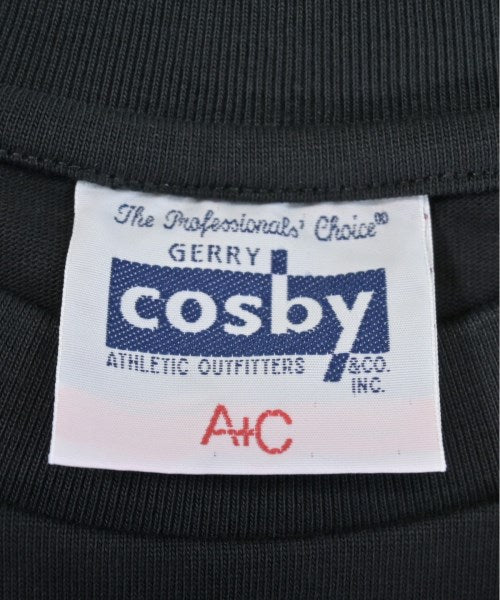 The Professionals' Choice®
GERRY
cosby
ATHLETIC OUTFITTERS &CO.
INC.
A+C